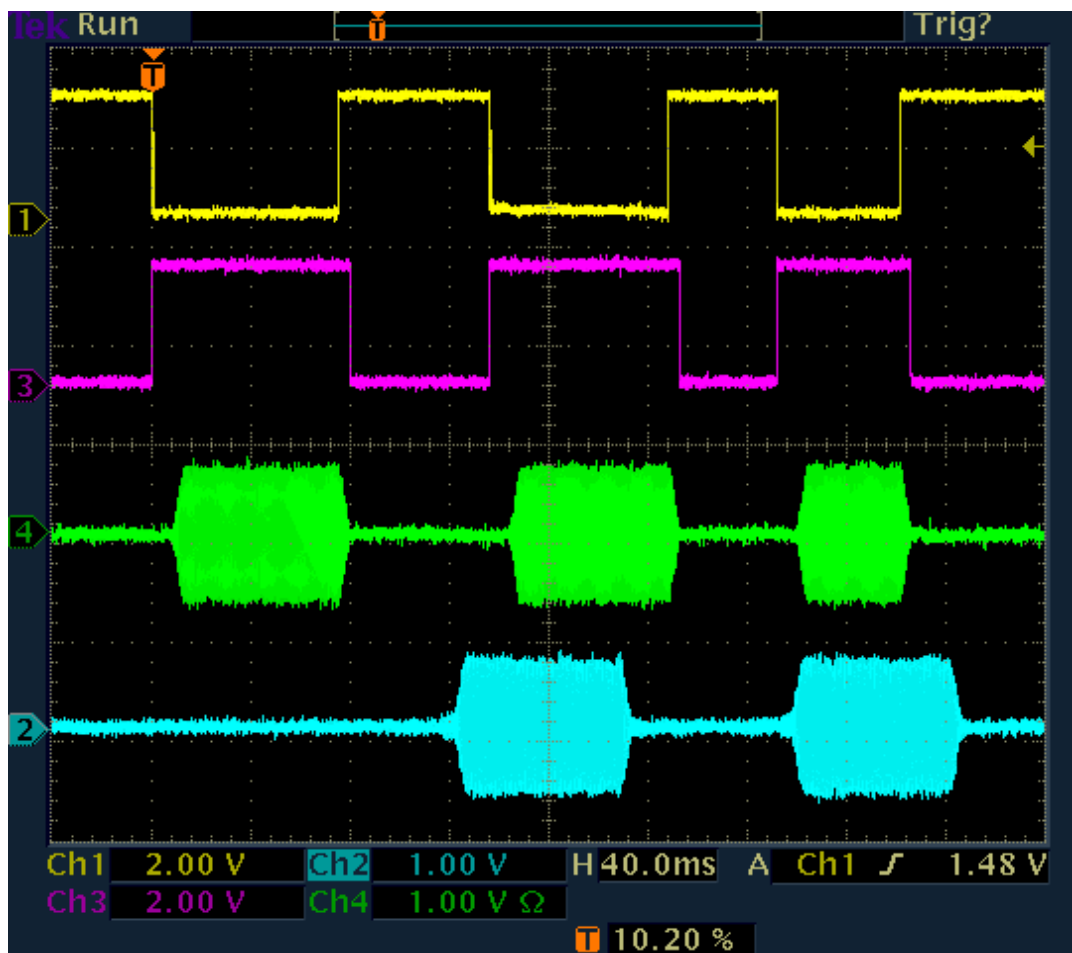 Tek Run Trig?
T
T
1
3
4
2
Ch1 2.00 V Ch2 1.00 V H 40.0ms A Ch1 1.48 V
Ch3 2.00 V Ch4 1.00 V Ω
T 10.20 %